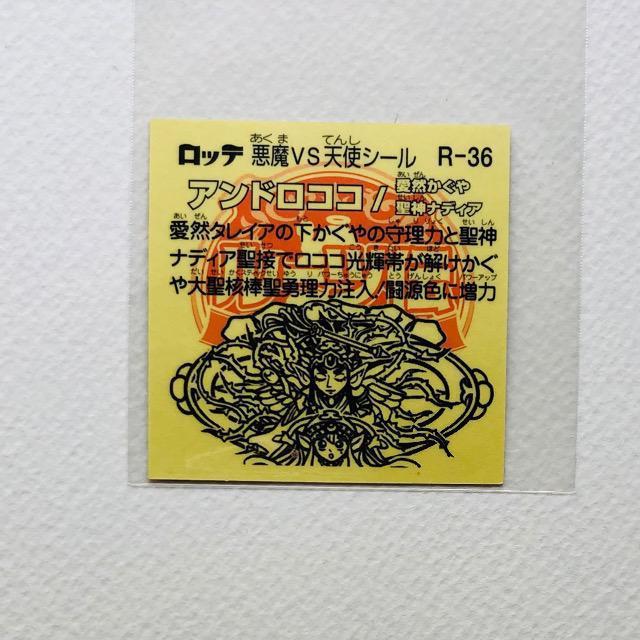 ロッテ 悪魔VS天使シール R-36
アンドロココ/愛然かぐや
聖神ナディア
愛然タレイアの下かぐやの守理力と聖神
ナディア聖接でロココ光輝帯が解けかぐ
や大聖核棒聖勇理力注入!闘源色に増力